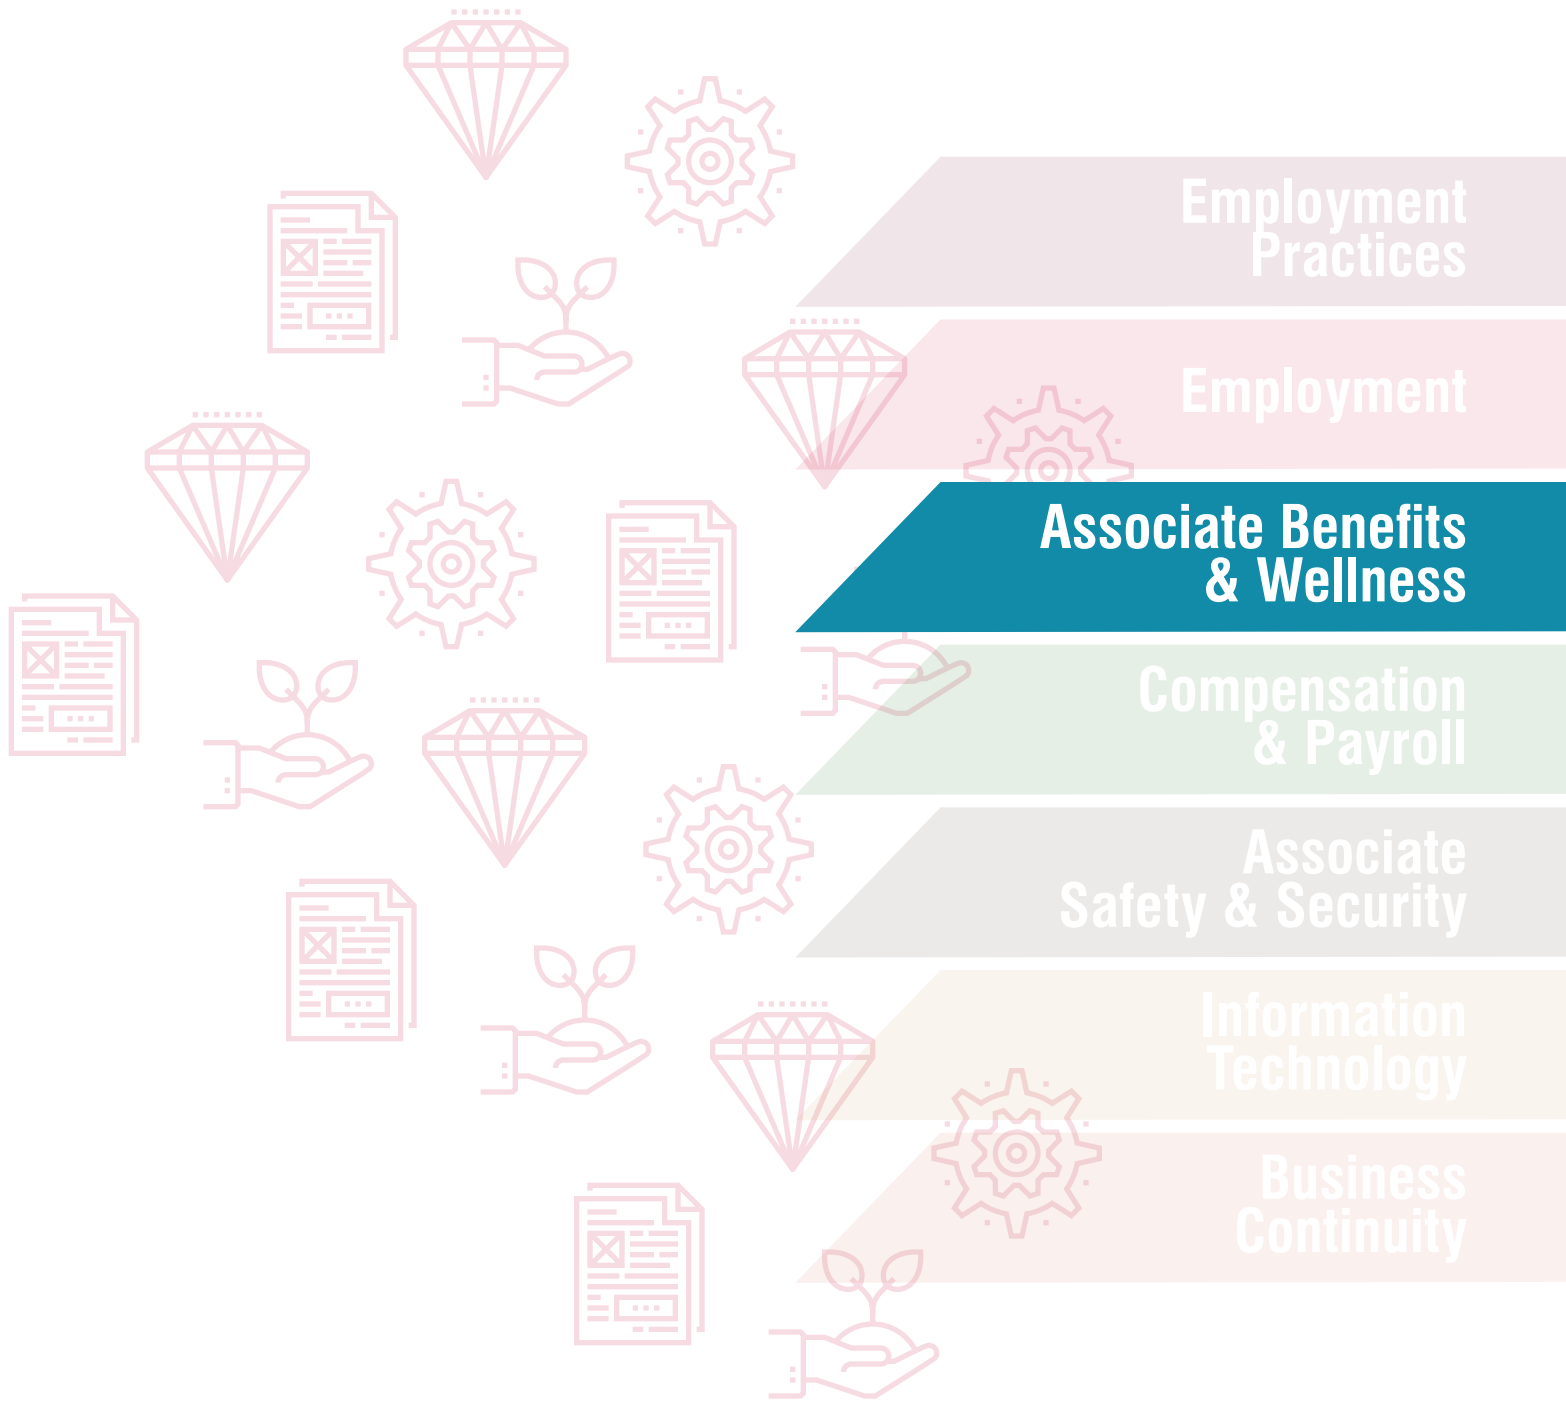 Employment
Practices
Employment
Associate Benefits
& Wellness
Compensation
& Payroll
Associate
Safety & Security
Information
Technology
Business
Continuity